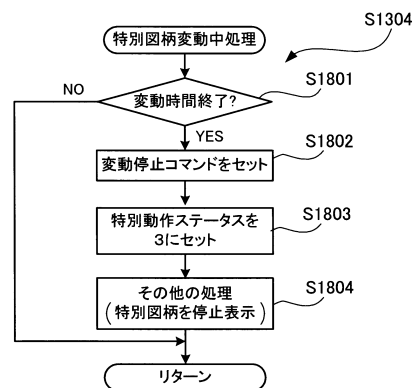 特別図柄変動中処理
S1304
変動時間終了?
S1801
NO
YES
変動停止コマンドをセット
S1802
特別動作ステータスを
3にセット
S1803
その他の処理
(特別図柄を停止表示)
S1804
リターン